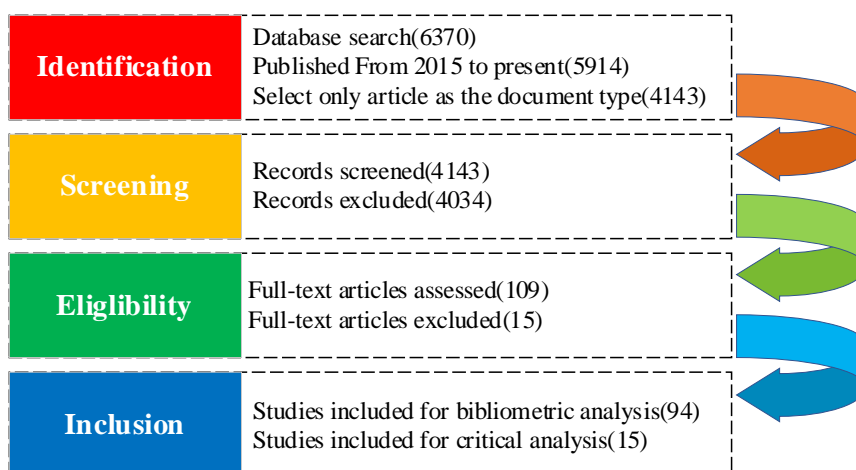 Identification
Database search(6370)
Published From 2015 to present(5914)
Select only article as the document type(4143)
Screening
Records screened(4143)
Records excluded(4034)
Eliglibility
Full-text articles assessed(109)
Full-text articles excluded(15)
Inclusion
Studies included for bibliometric analysis(94)
Studies included for critical analysis(15)